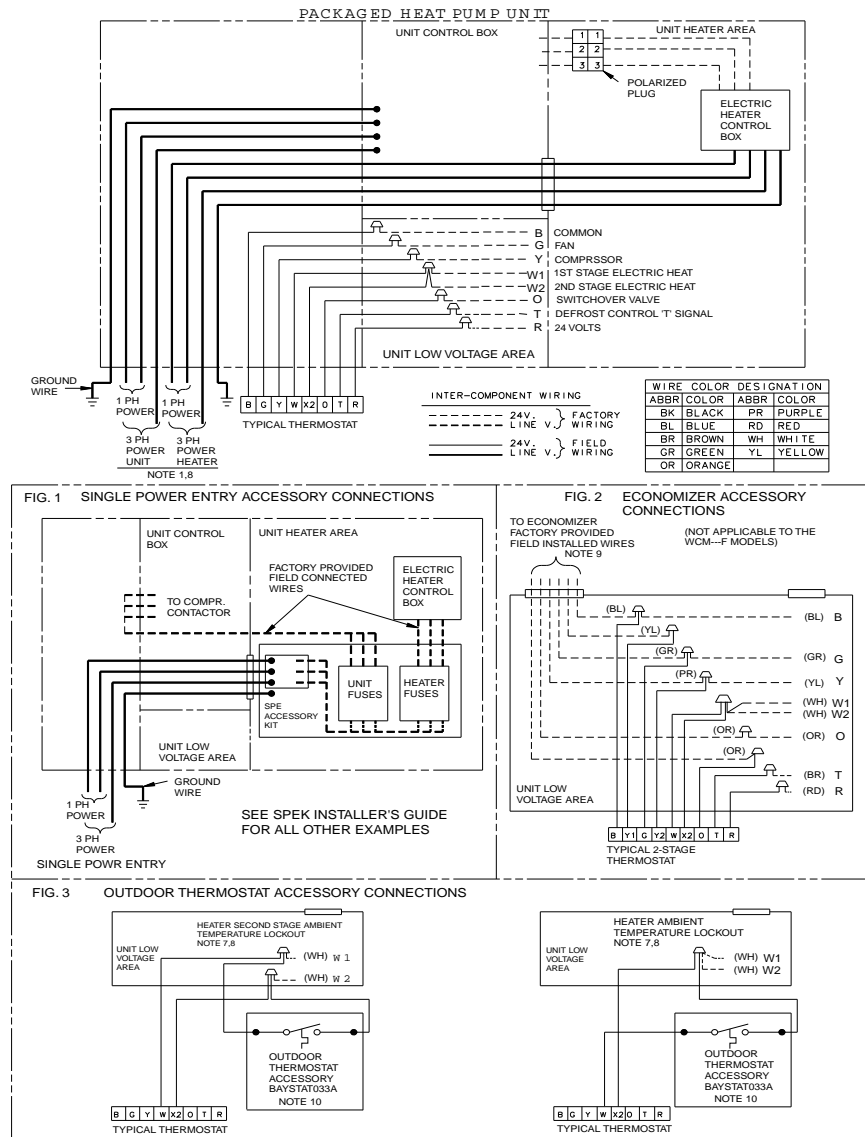 PACKAGED HEAT PUMP UNIT
UNIT CONTROL BOX
UNIT HEATER AREA
1 1
2 2
3 3
POLARIZED
PLUG
ELECTRIC
HEATER
CONTROL
BOX
B COMMON
G FAN
Y COMPRSSOR
W1 1ST STAGE ELECTRIC HEAT
W2 2ND STAGE ELECTRIC HEAT
O SWITCHOVER VALVE
T DEFROST CONTROL 'T' SIGNAL
R 24 VOLTS
UNIT LOW VOLTAGE AREA
GROUND
WIRE
1 PH
POWER
1 PH
POWER
3 PH
POWER
UNIT
3 PH
POWER
HEATER
NOTE 1,8
B G Y W X2 O T R
TYPICAL THERMOSTAT
INTER-COMPONENT WIRING
24V.
LINE V.
FACTORY
WIRING
24V.
LINE V.
FIELD
WIRING
WIRE COLOR DESIGNATION
ABBR COLOR ABBR COLOR
BK BLACK PR PURPLE
BL BLUE RD RED
BR BROWN WH WHITE
GR GREEN YL YELLOW
OR ORANGE
FIG. 1 SINGLE POWER ENTRY ACCESSORY CONNECTIONS
UNIT CONTROL
BOX
UNIT HEATER AREA
FACTORY PROVIDED
FIELD CONNECTED
WIRES
ELECTRIC
HEATER
CONTROL
BOX
TO COMPR.
CONTACTOR
UNIT
FUSES
HEATER
FUSES
SPE
ACCESSORY
KIT
UNIT LOW
VOLTAGE AREA
GROUND
WIRE
1 PH
POWER
3 PH
POWER
SINGLE POWR ENTRY
SEE SPEK INSTALLER'S GUIDE
FOR ALL OTHER EXAMPLES
FIG. 2 ECONOMIZER ACCESSORY
CONNECTIONS
TO ECONOMIZER
FACTORY PROVIDED
FIELD INSTALLED WIRES
NOTE 9
(NOT APPLICABLE TO THE
WCM---F MODELS)
(BL) (BL) B
(YL)
(GR) (GR) G
(PR) (YL) Y
(WH) W1
(WH) W2
(OR) (OR) O
(OR)
(BR) T
(RD) R
UNIT LOW
VOLTAGE AREA
B Y1 G Y2 W X2 O T R
TYPICAL 2-STAGE
THERMOSTAT
FIG. 3 OUTDOOR THERMOSTAT ACCESSORY CONNECTIONS
HEATER SECOND STAGE AMBIENT
TEMPERATURE LOCKOUT
NOTE 7,8
UNIT LOW
VOLTAGE
AREA
(WH) W 1
(WH) W 2
OUTDOOR
THERMOSTAT
ACCESSORY
BAYSTAT033A
NOTE 10
B G Y W X2 O T R
TYPICAL THERMOSTAT
HEATER AMBIENT
TEMPERATURE LOCKOUT
NOTE 7,8
UNIT LOW
VOLTAGE
AREA
(WH) W1
(WH) W2
OUTDOOR
THERMOSTAT
ACCESSORY
BAYSTAT033A
NOTE 10
B G Y W X2 O T R
TYPICAL THERMOSTAT